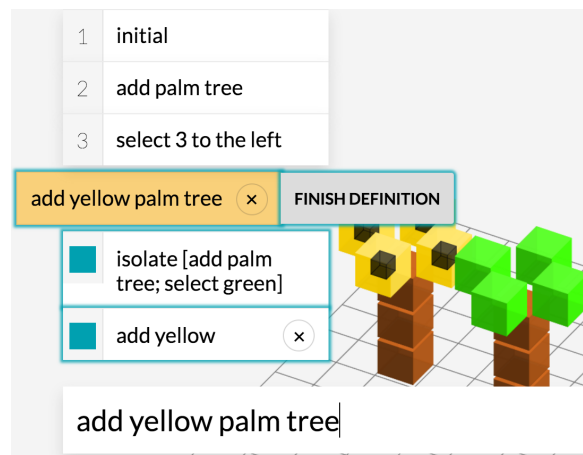 1 initial
2 add palm tree
3 select 3 to the left
add yellow palm tree × FINISH DEFINITION
isolate [add palm
tree; select green]
add yellow ×
add yellow palm tree